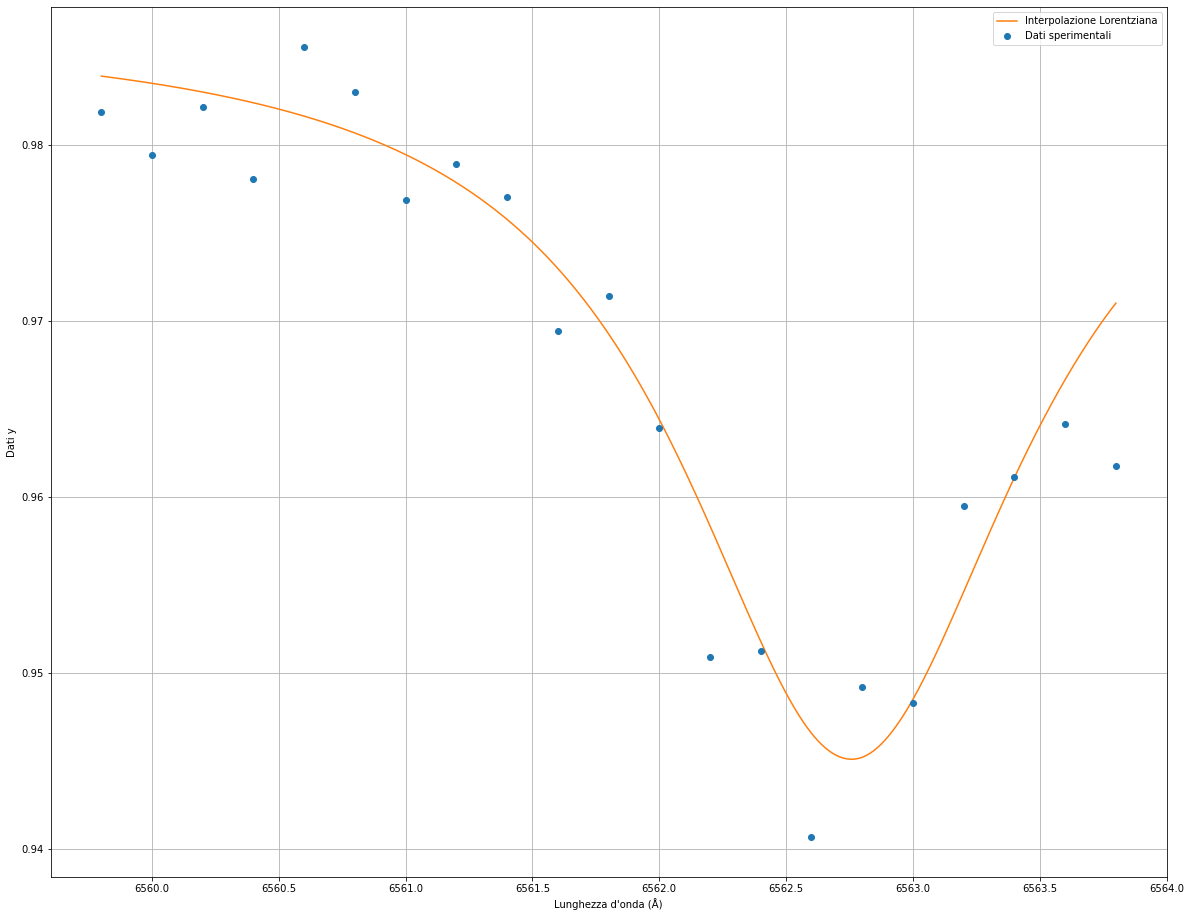 Interpolazione Lorentziana
Dati sperimentali
0.98
0.97
0.96
0.95
0.94
Dati y
6560.0 6560.5 6561.0 6561.5 6562.0 6562.5 6563.0 6563.5 6564.0
Lunghezza d'onda (Å)